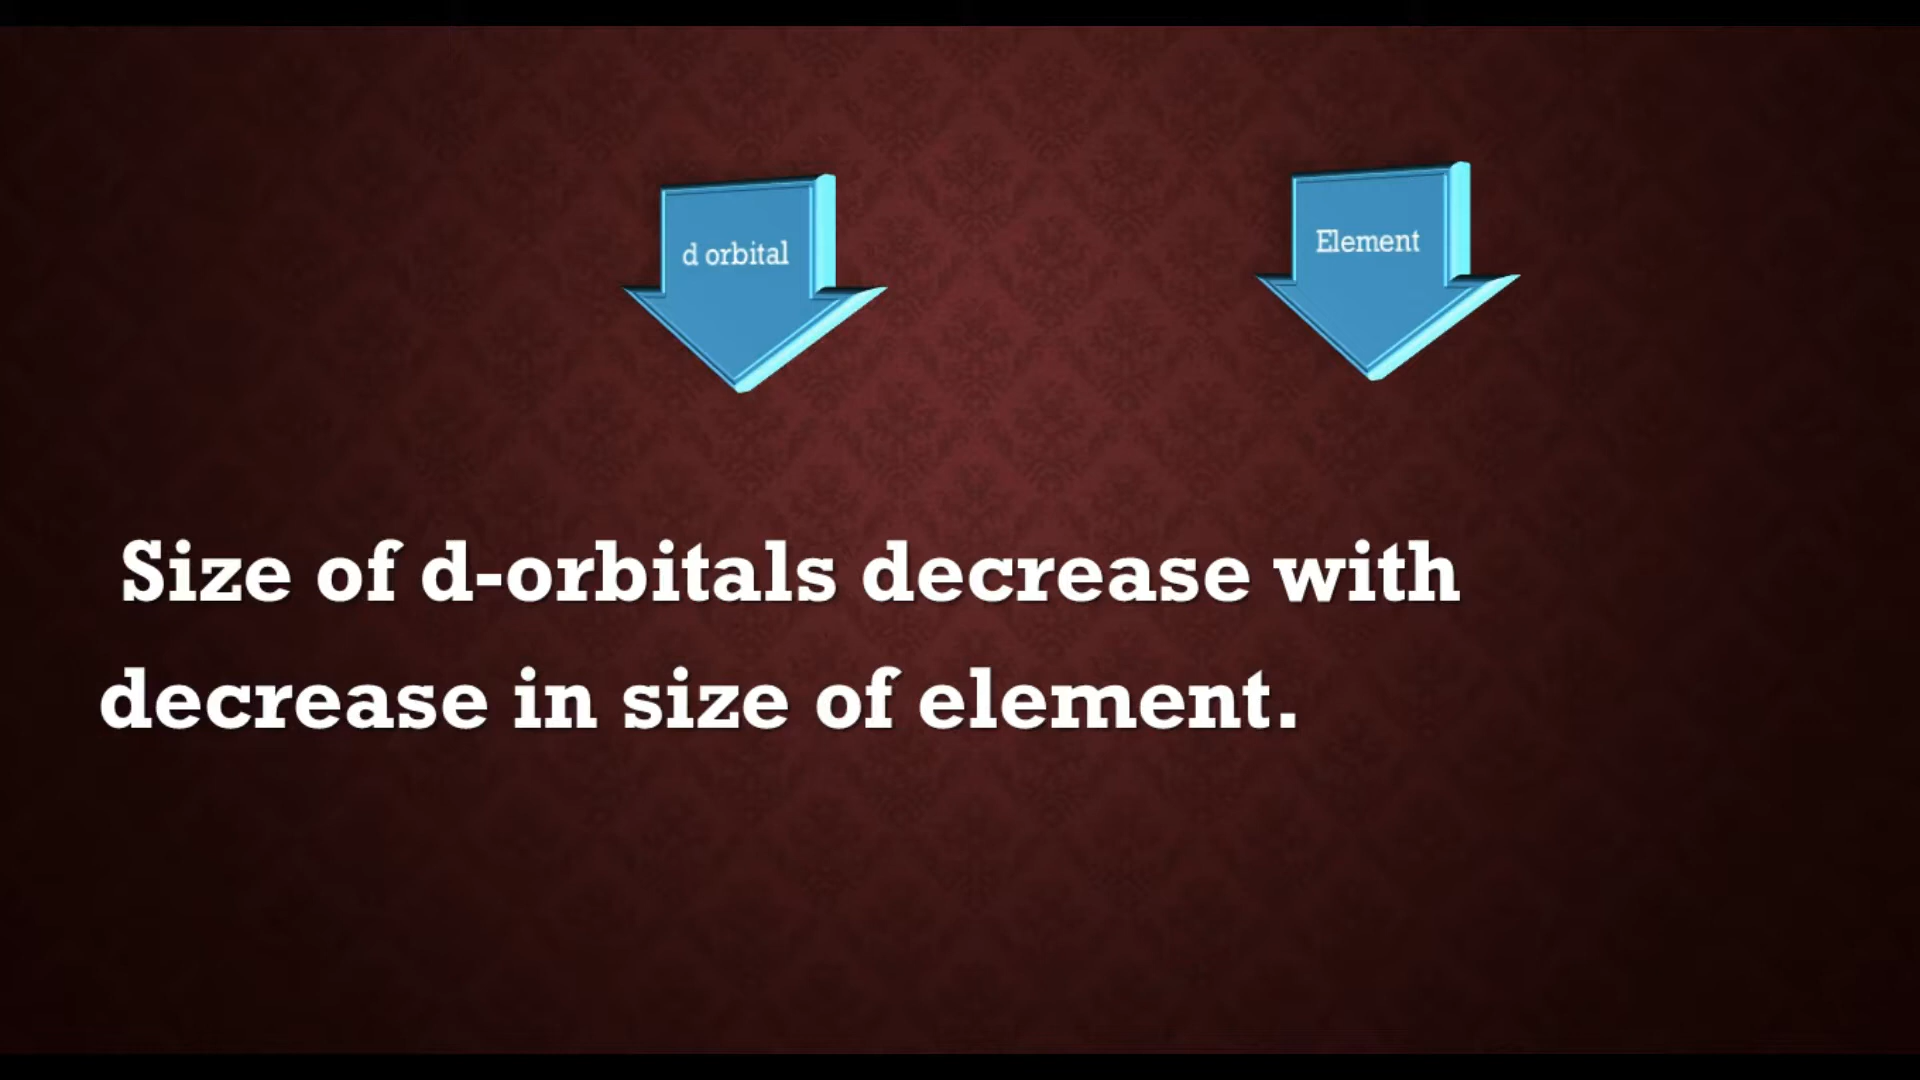 d orbital
Element
Size of d-orbitals decrease with
decrease in size of element.